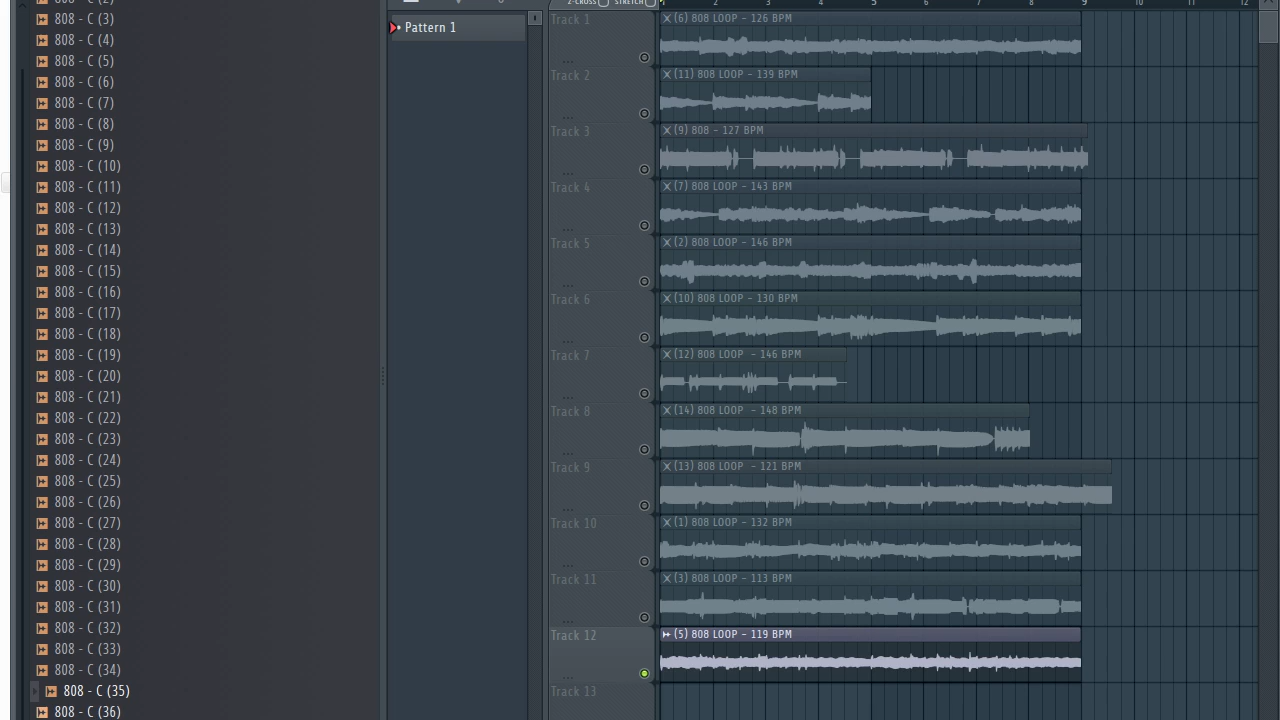 808 - C (3)
808 - C (4)
808 - C (5)
808 - C (6)
808 - C (7)
808 - C (8)
808 - C (9)
808 - C (10)
808 - C (11)
808 - C (12)
808 - C (13)
808 - C (14)
808 - C (15)
808 - C (16)
808 - C (17)
808 - C (18)
808 - C (19)
808 - C (20)
808 - C (21)
808 - C (22)
808 - C (23)
808 - C (24)
808 - C (25)
808 - C (26)
808 - C (27)
808 - C (28)
808 - C (29)
808 - C (30)
808 - C (31)
808 - C (32)
808 - C (33)
808 - C (34)
808 - C (35)
808 - C (36)
Pattern 1
Z-CROSS STRETCH
2 3 4 5 6 7 8 9 10 11 12
Track 1
(6) 808 LOOP - 126 BPM
Track 2
(11) 808 LOOP - 139 BPM
Track 3
(9) 808 - 127 BPM
Track 4
(7) 808 LOOP - 143 BPM
Track 5
(2) 808 LOOP - 146 BPM
Track 6
(10) 808 LOOP - 130 BPM
Track 7
(12) 808 LOOP - 146 BPM
Track 8
(14) 808 LOOP - 148 BPM
Track 9
(13) 808 LOOP - 121 BPM
Track 10
(1) 808 LOOP - 132 BPM
Track 11
(3) 808 LOOP - 113 BPM
Track 12
(5) 808 LOOP - 119 BPM
Track 13